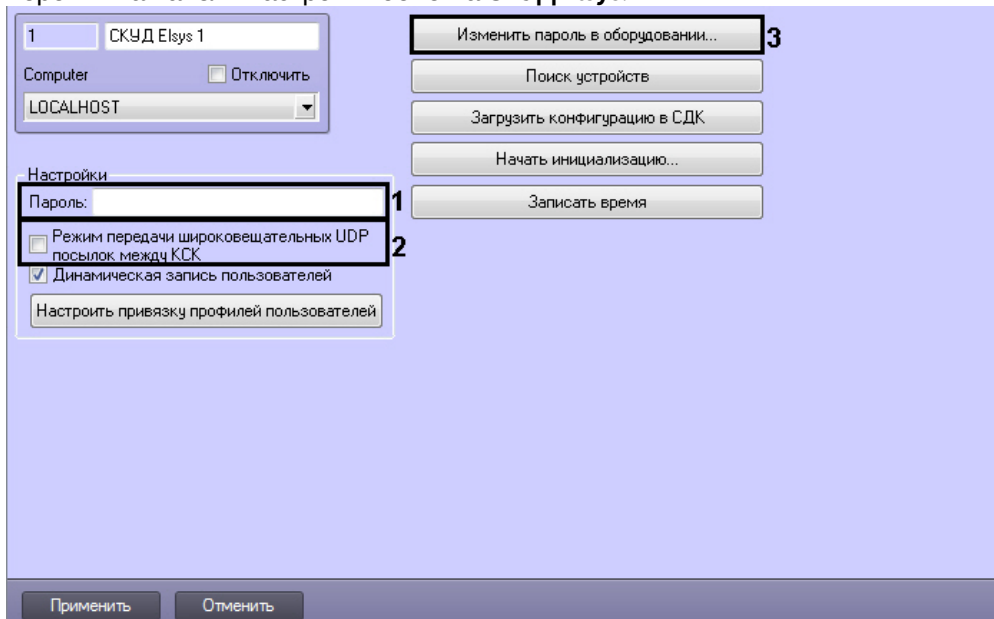 1 СКУД Elsys 1
Computer Отключить
LOCALHOST
Настройки
Пароль: 1
Режим передачи широковещательных UDP
посылок между КСК 2
Динамическая запись пользователей
Настроить привязку профилей пользователей
Изменить пароль в оборудовании... 3
Поиск устройств
Загрузить конфигурацию в СДК
Начать инициализацию...
Записать время
Применить Отменить